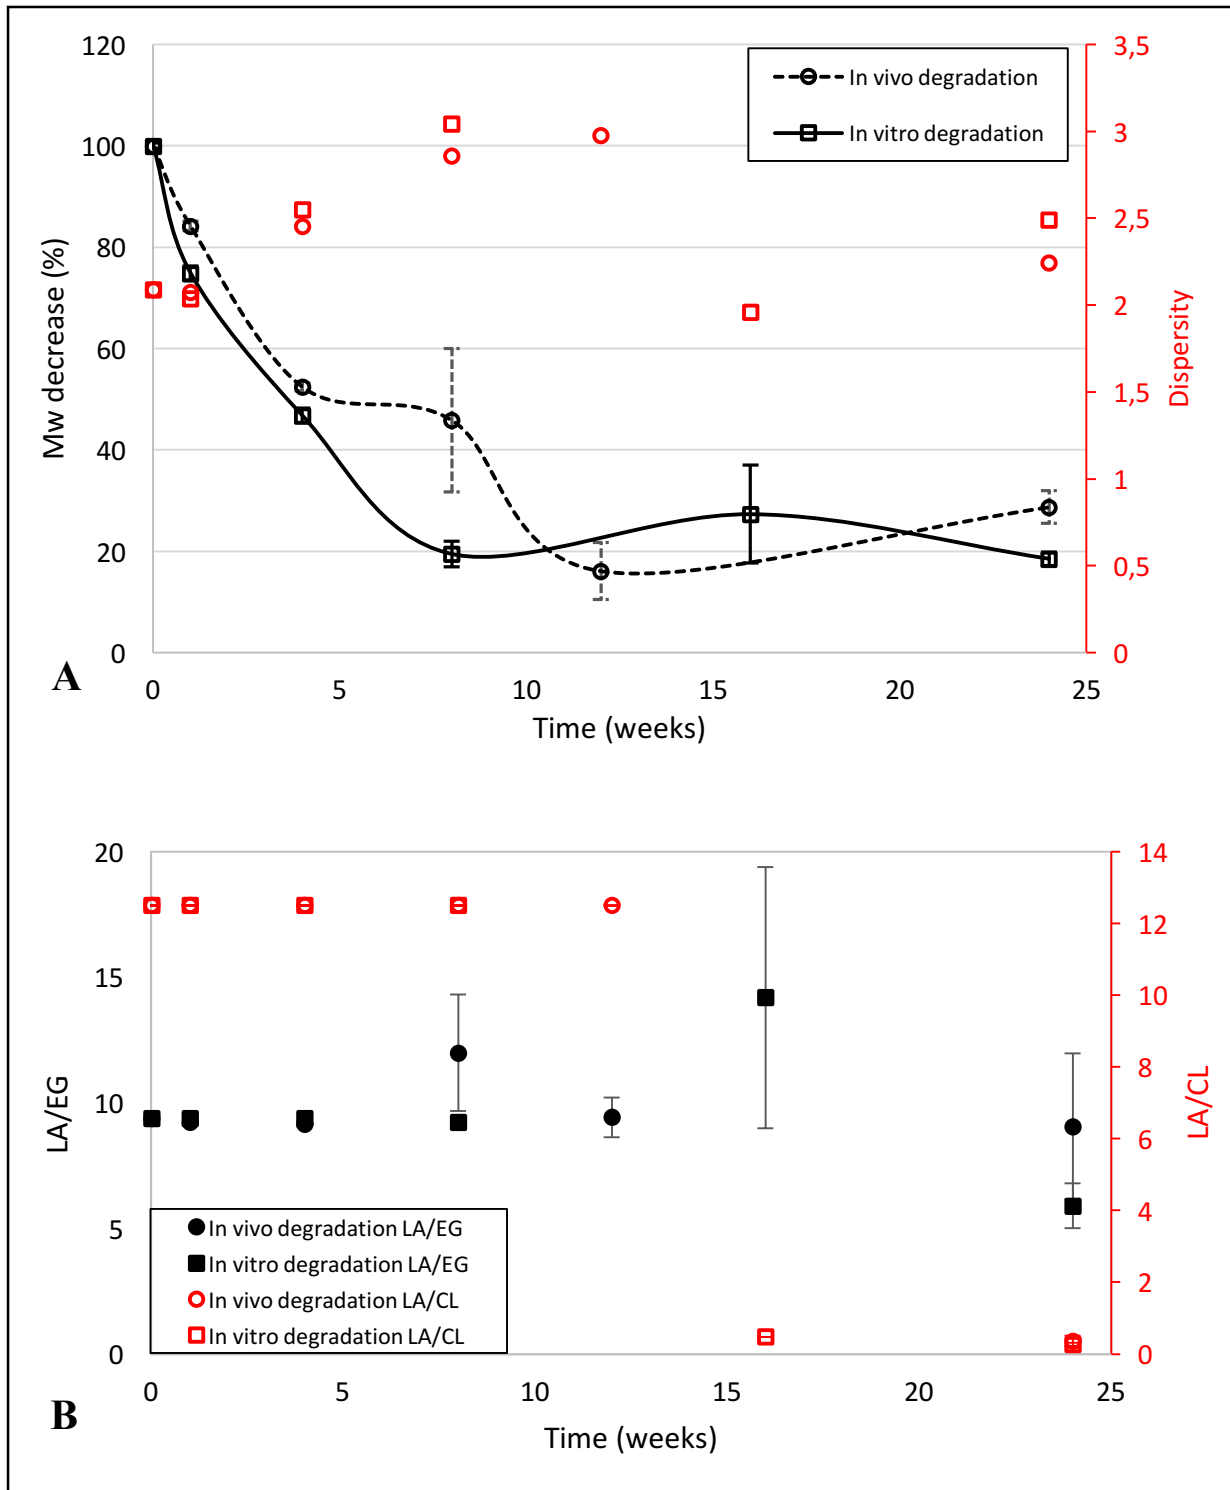 120
100
80
60
40
20
0
Mw decrease (%)
3,5
3
2,5
2
1,5
1
0,5
0
Dispersity
In vivo degradation
In vitro degradation
0 5 10 15 20 25
Time (weeks)
A
20
15
10
5
0
LA/EG
14
12
10
8
6
4
2
0
LA/CL
In vivo degradation LA/EG
In vitro degradation LA/EG
In vivo degradation LA/CL
In vitro degradation LA/CL
0 5 10 15 20 25
Time (weeks)
B